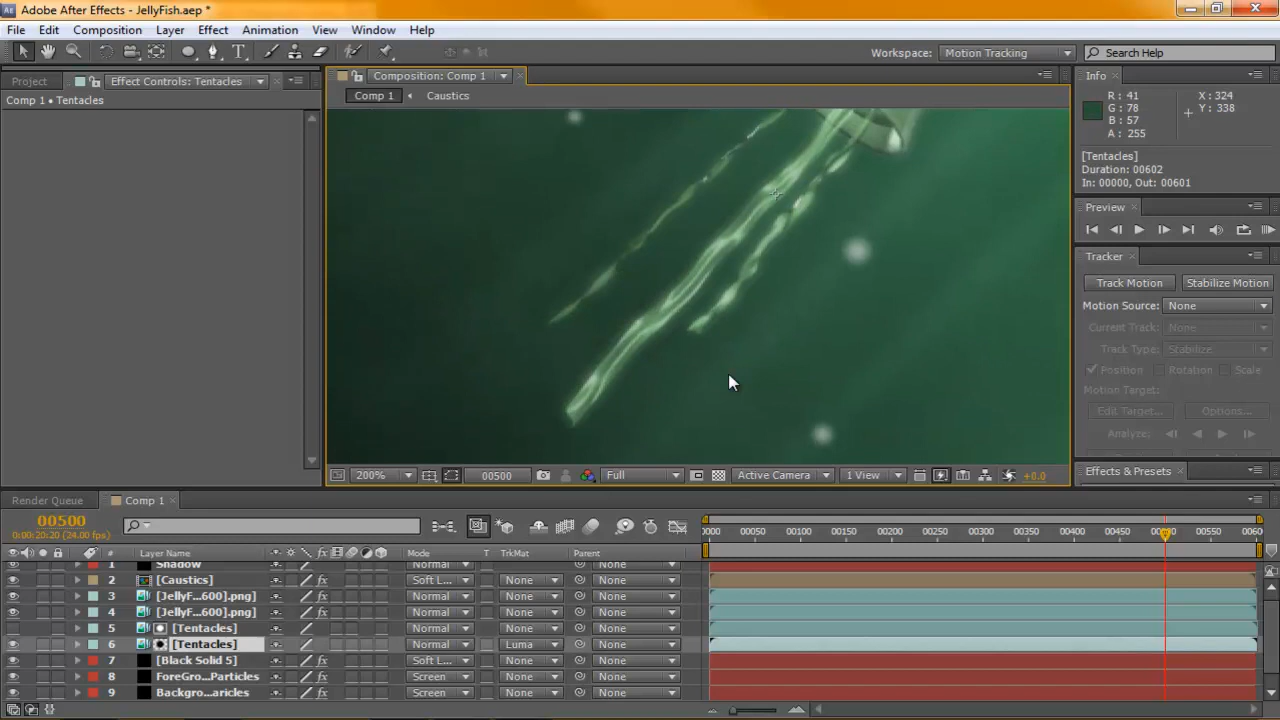 Adobe After Effects - JellyFish.aep *
File Edit Composition Layer Effect Animation View Window Help
Workspace: Motion Tracking Search Help
Project Effect Controls: Tentacles Composition: Comp 1 Info
Comp 1 • Tentacles
Comp 1 Caustics
R : 41 X : 324
G : 78 Y : 338
B : 57
A : 255
[Tentacles]
Duration: 00602
In: 00000, Out: 00601
Preview
Tracker
Track Motion Stabilize Motion
Motion Source: None
Current Track: None
Track Type: Stabilize
Position Rotation Scale
Motion Target:
Edit Target... Options...
Analyze:
Effects & Presets
200% 00500 Full Active Camera 1 View +0.0
Render Queue Comp 1
00500
0:00:20:20 (24.00 fps)
0000 00050 00100 00150 00200 00250 00300 00350 00400 00450 00550 0060
# Layer Name fx Mode T TrkMat Parent
1 Shadow Normal None
2 [Caustics] fx Soft L... None None
3 [JellyF...600].png] Normal None None
4 [JellyF...600].png] Normal None None
5 [Tentacles] Normal None None
6 [Tentacles] Normal Luma None
7 [Black Solid 5] fx Soft L... None None
8 ForeGro...Particles fx Screen None None
9 Backgro...aricles fx Screen None None